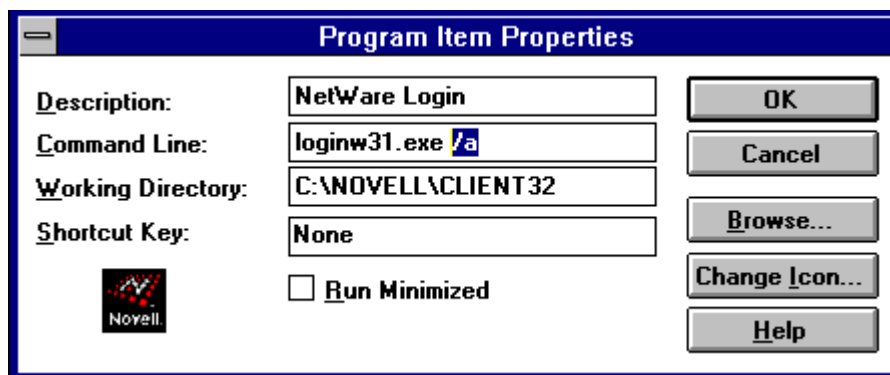 Program Item Properties
Description: NetWare Login
Command Line: loginw31.exe /a
Working Directory: C:\NOVELL\CLIENT32
Shortcut Key: None
Run Minimized
Novell.
OK
Cancel
Browse...
Change Icon...
Help